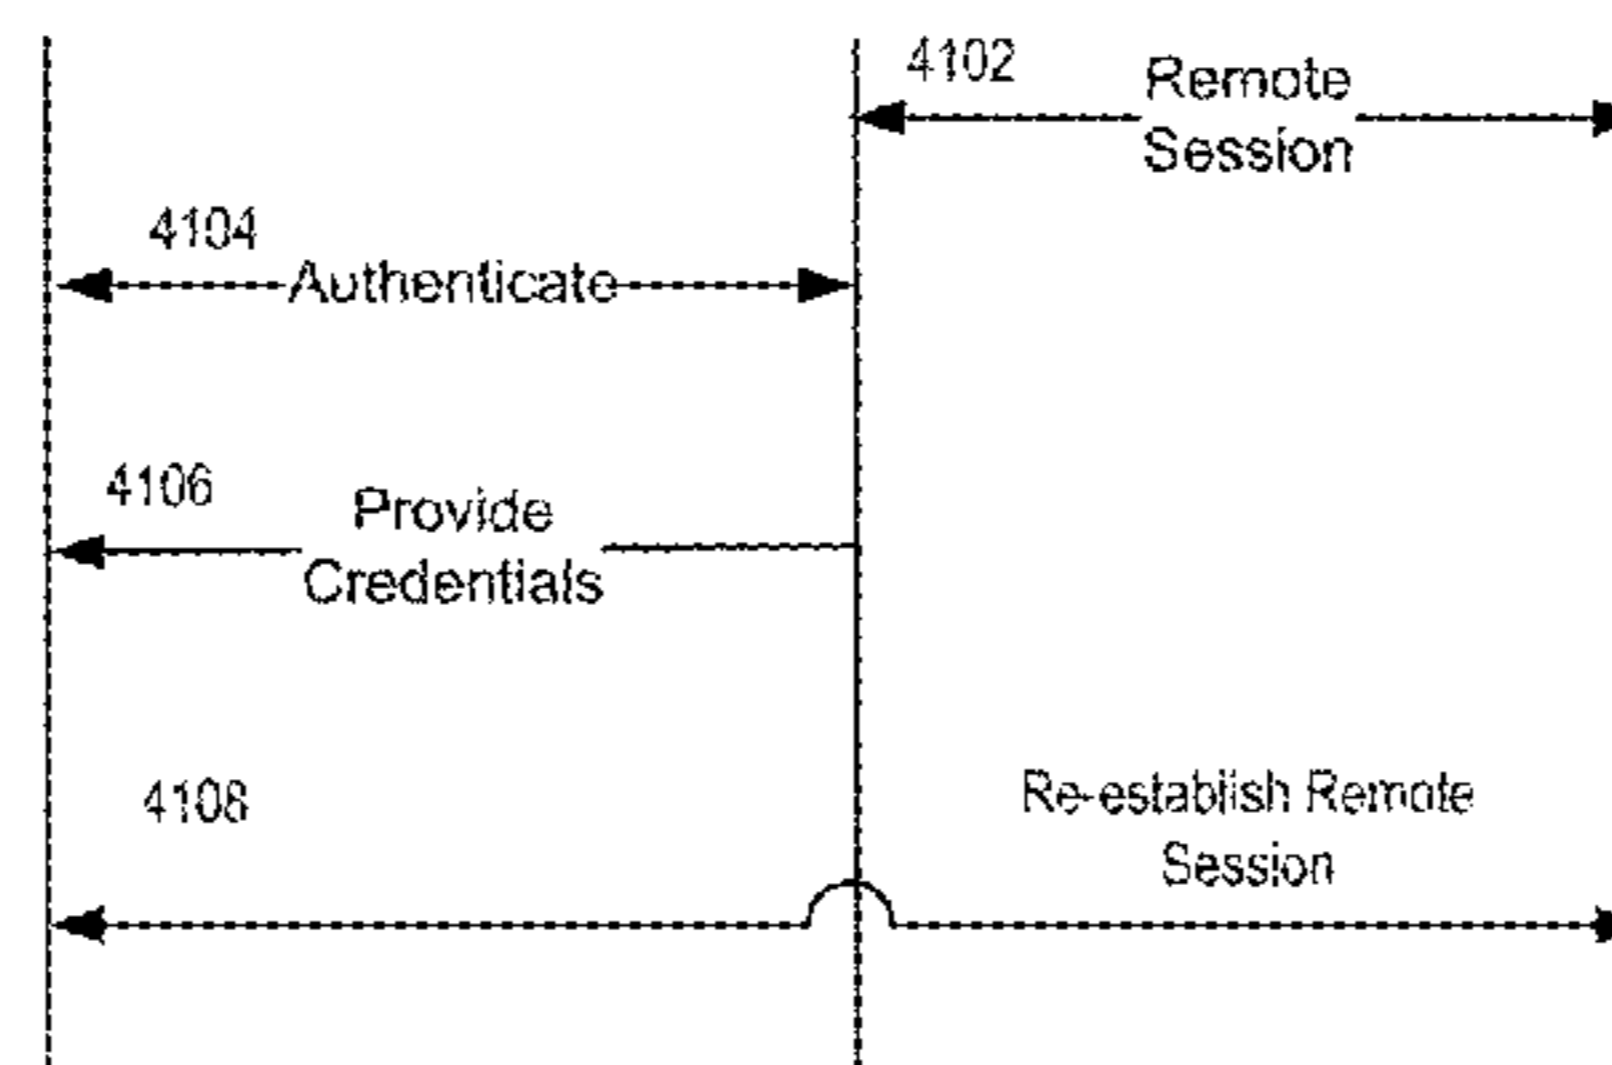 4102
Remote
Session
4104
Authenticate
4106
Provide
Credentials
4108
Re-establish Remote
Session